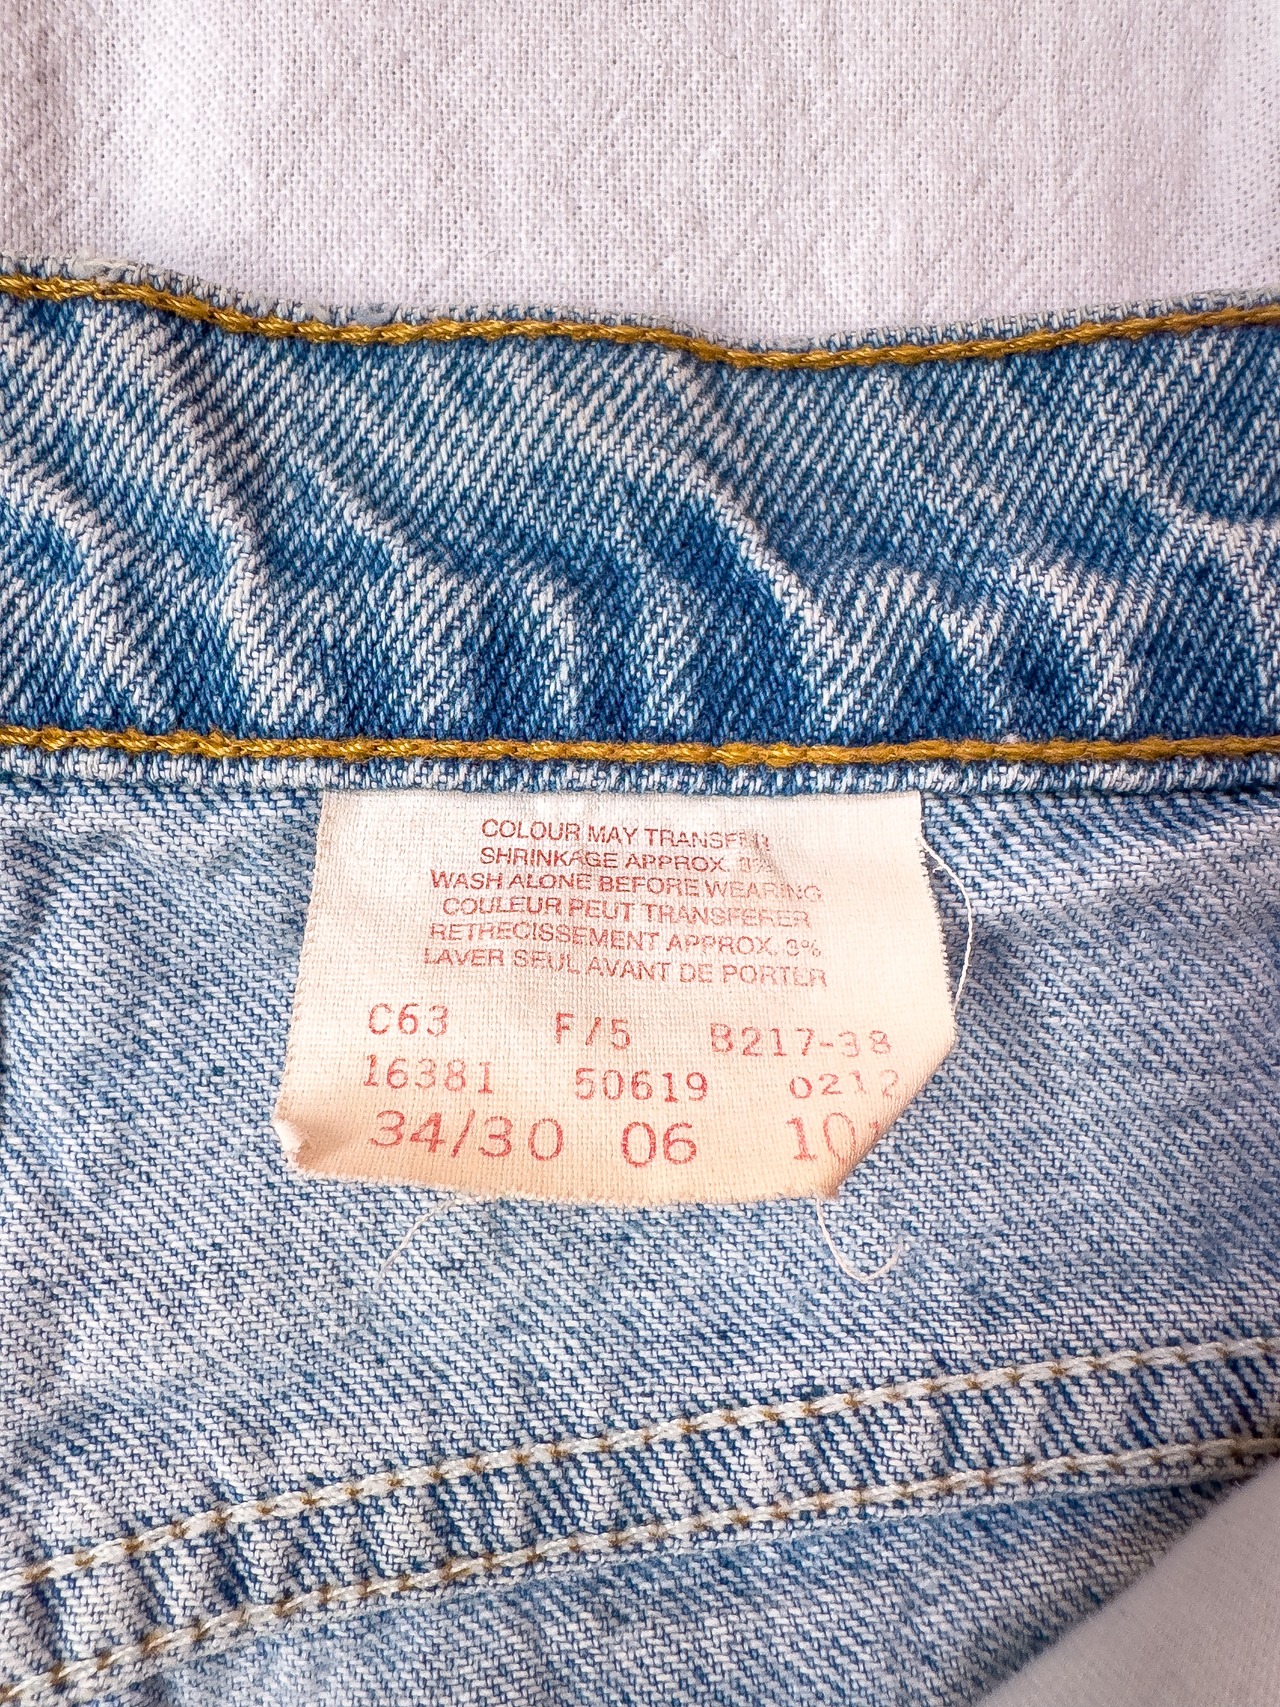 COLOUR MAY TRANSFER
SHRINKAGE APPROX. 3%
WASH ALONE BEFORE WEARING
COULEUR PEUT TRANSFERER
RETRECISSEMENT APPROX. 3%
LAVER SEUL AVANT DE PORTER
C63 F/5 B217-38
16381 50619 0212
34/30 06